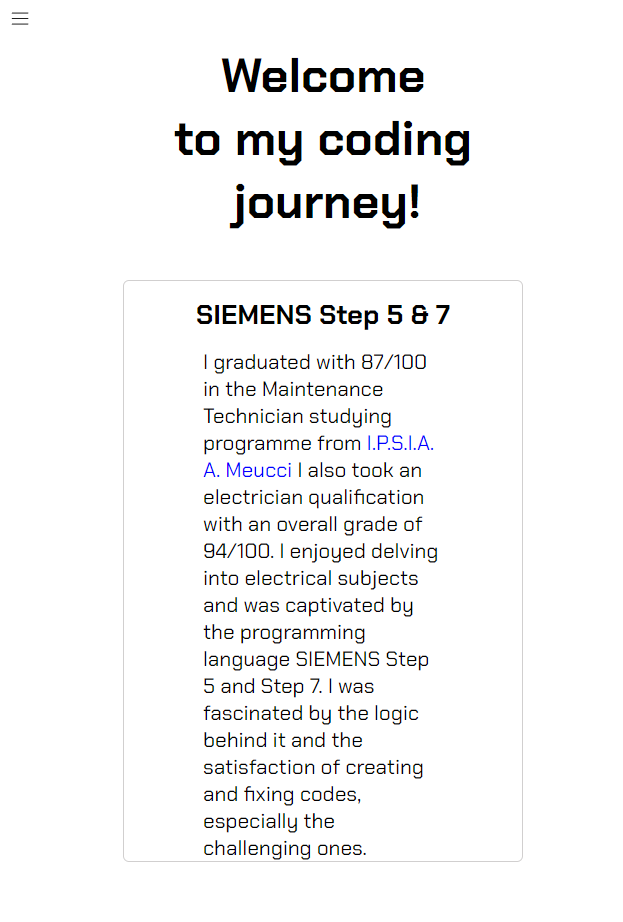 Welcome
to my coding
journey!
SIEMENS Step 5 & 7
I graduated with 87/100
in the Maintenance
Technician studying
programme from I.P.S.I.A.
A. Meucci I also took an
electrician qualification
with an overall grade of
94/100. I enjoyed delving
into electrical subjects
and was captivated by
the programming
language SIEMENS Step
5 and Step 7. I was
fascinated by the logic
behind it and the
satisfaction of creating
and fixing codes,
especially the
challenging ones.